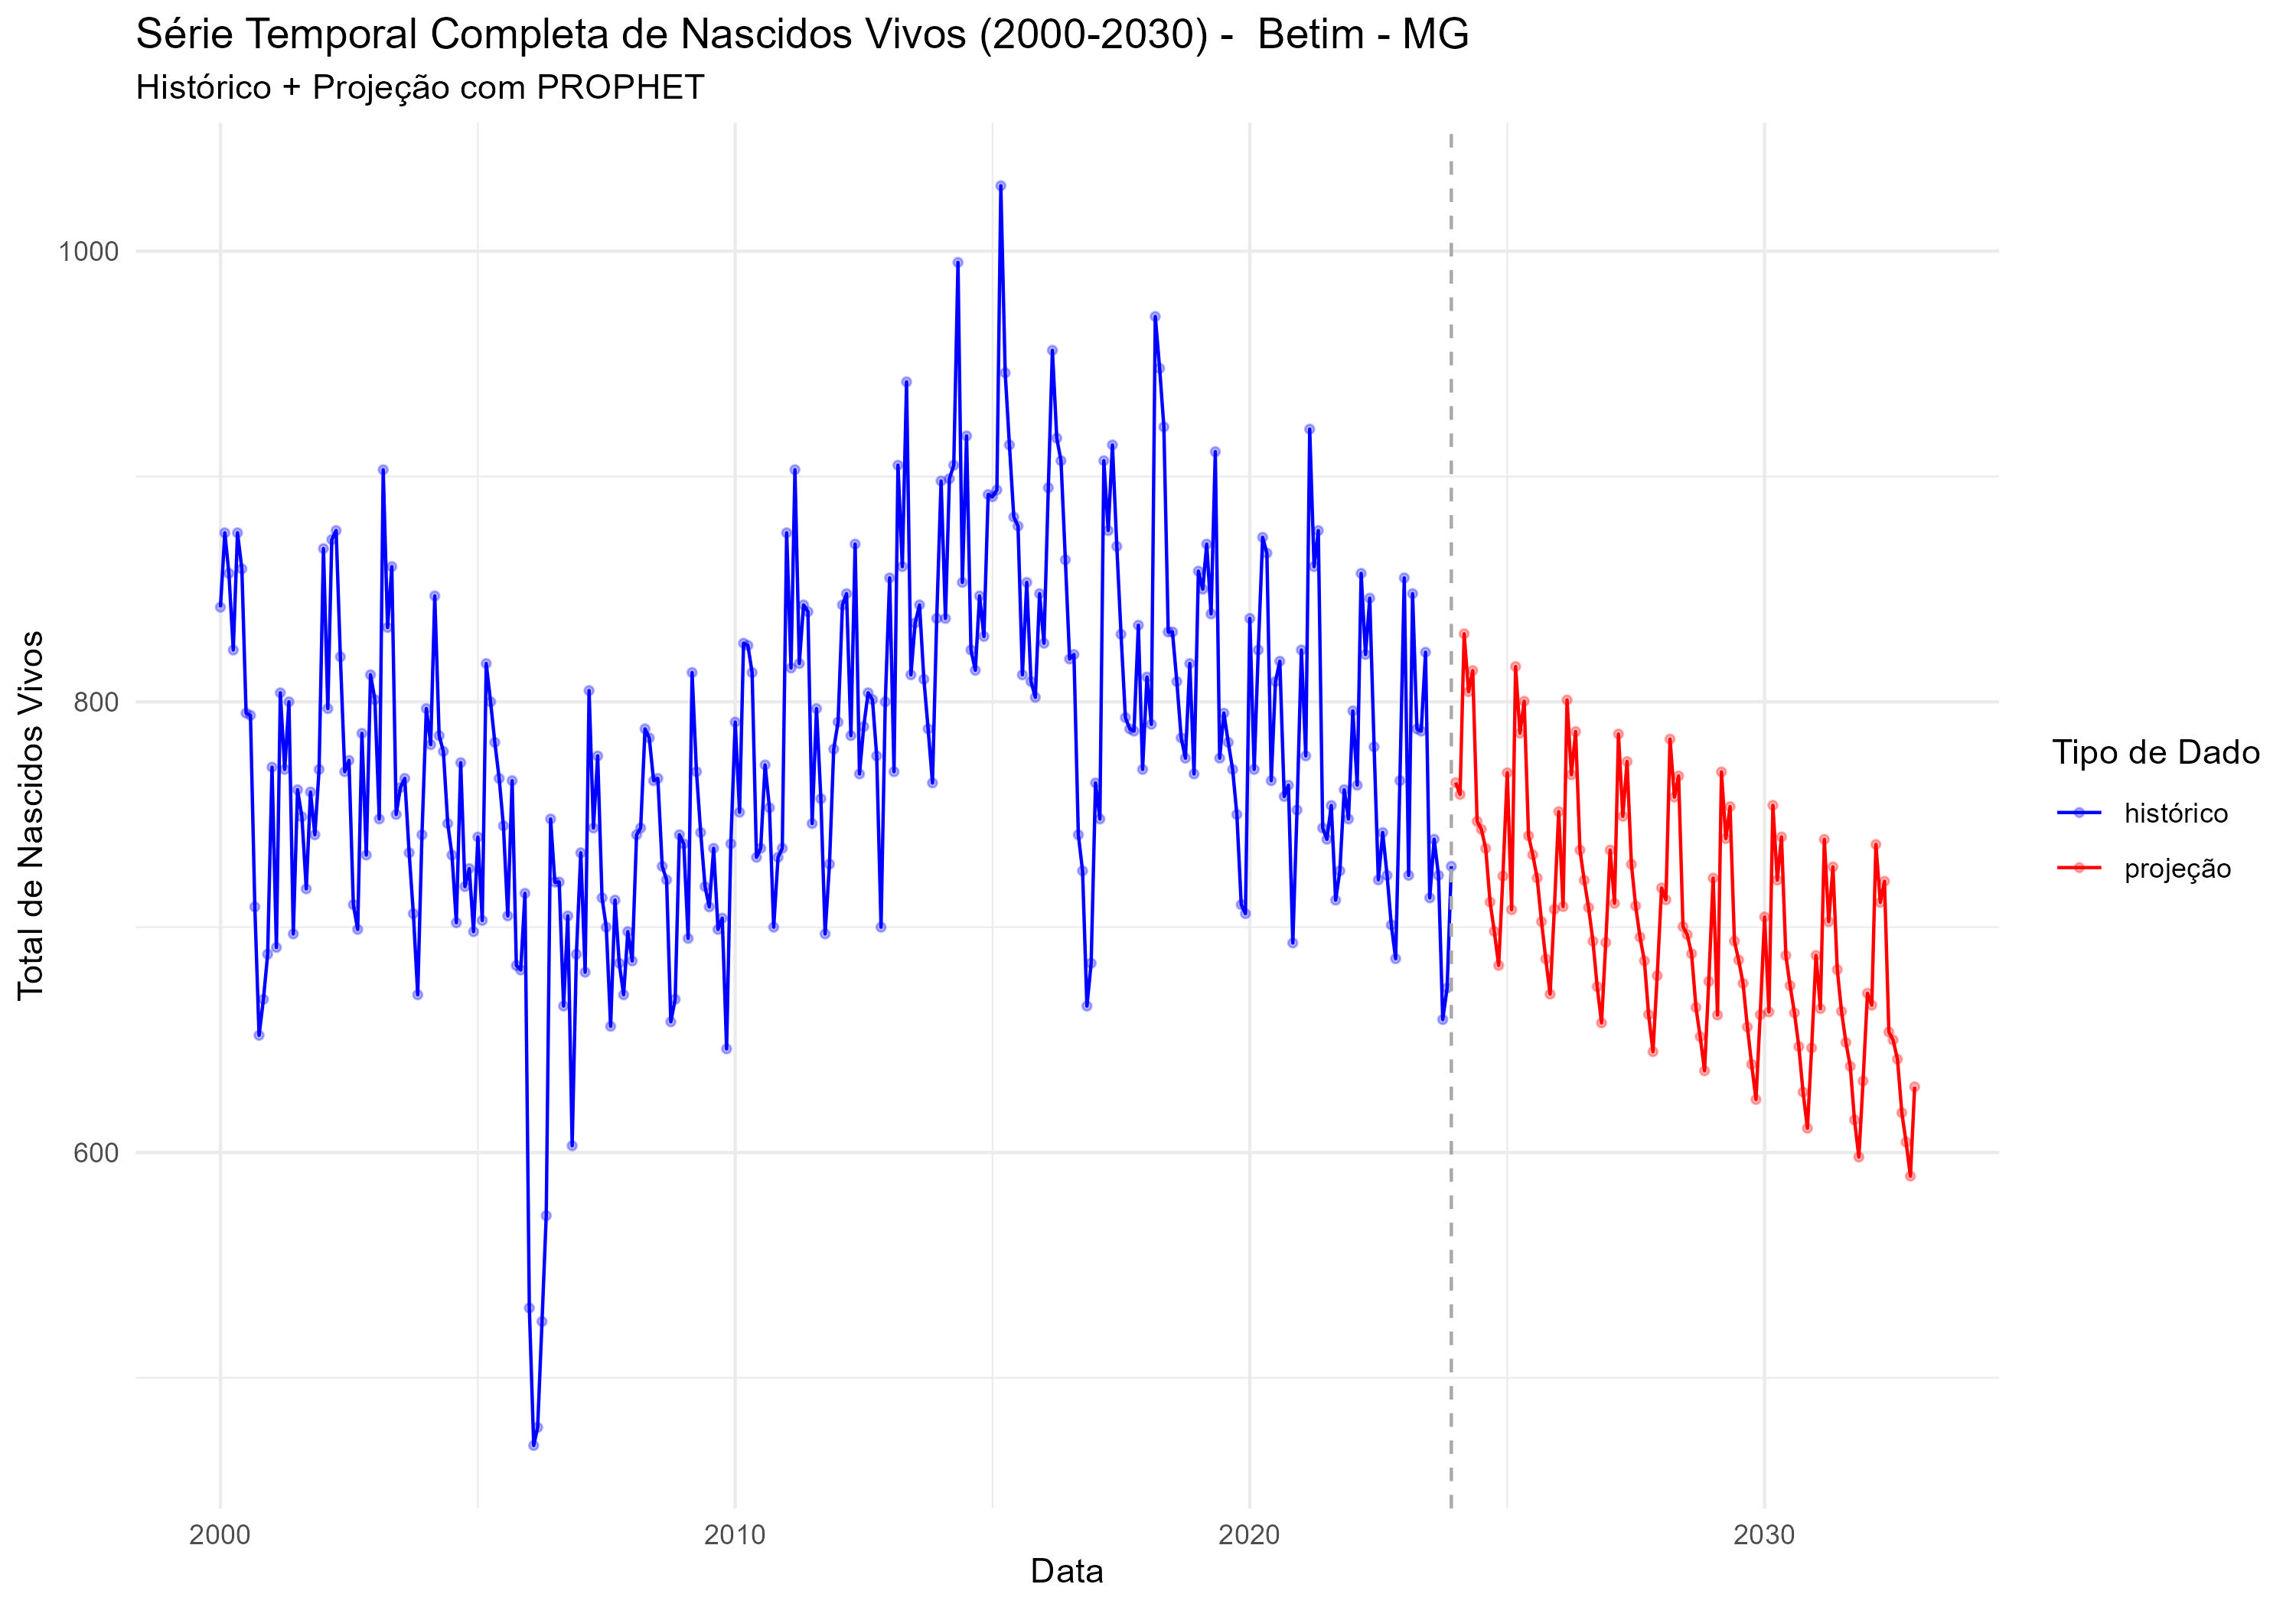 Série Temporal Completa de Nascidos Vivos (2000-2030) -  Betim - MG
Histórico + Projeção com PROPHET
Total de Nascidos Vivos
1000
800
600
2000
2010
2020
2030
Data
Tipo de Dado
histórico
projeção